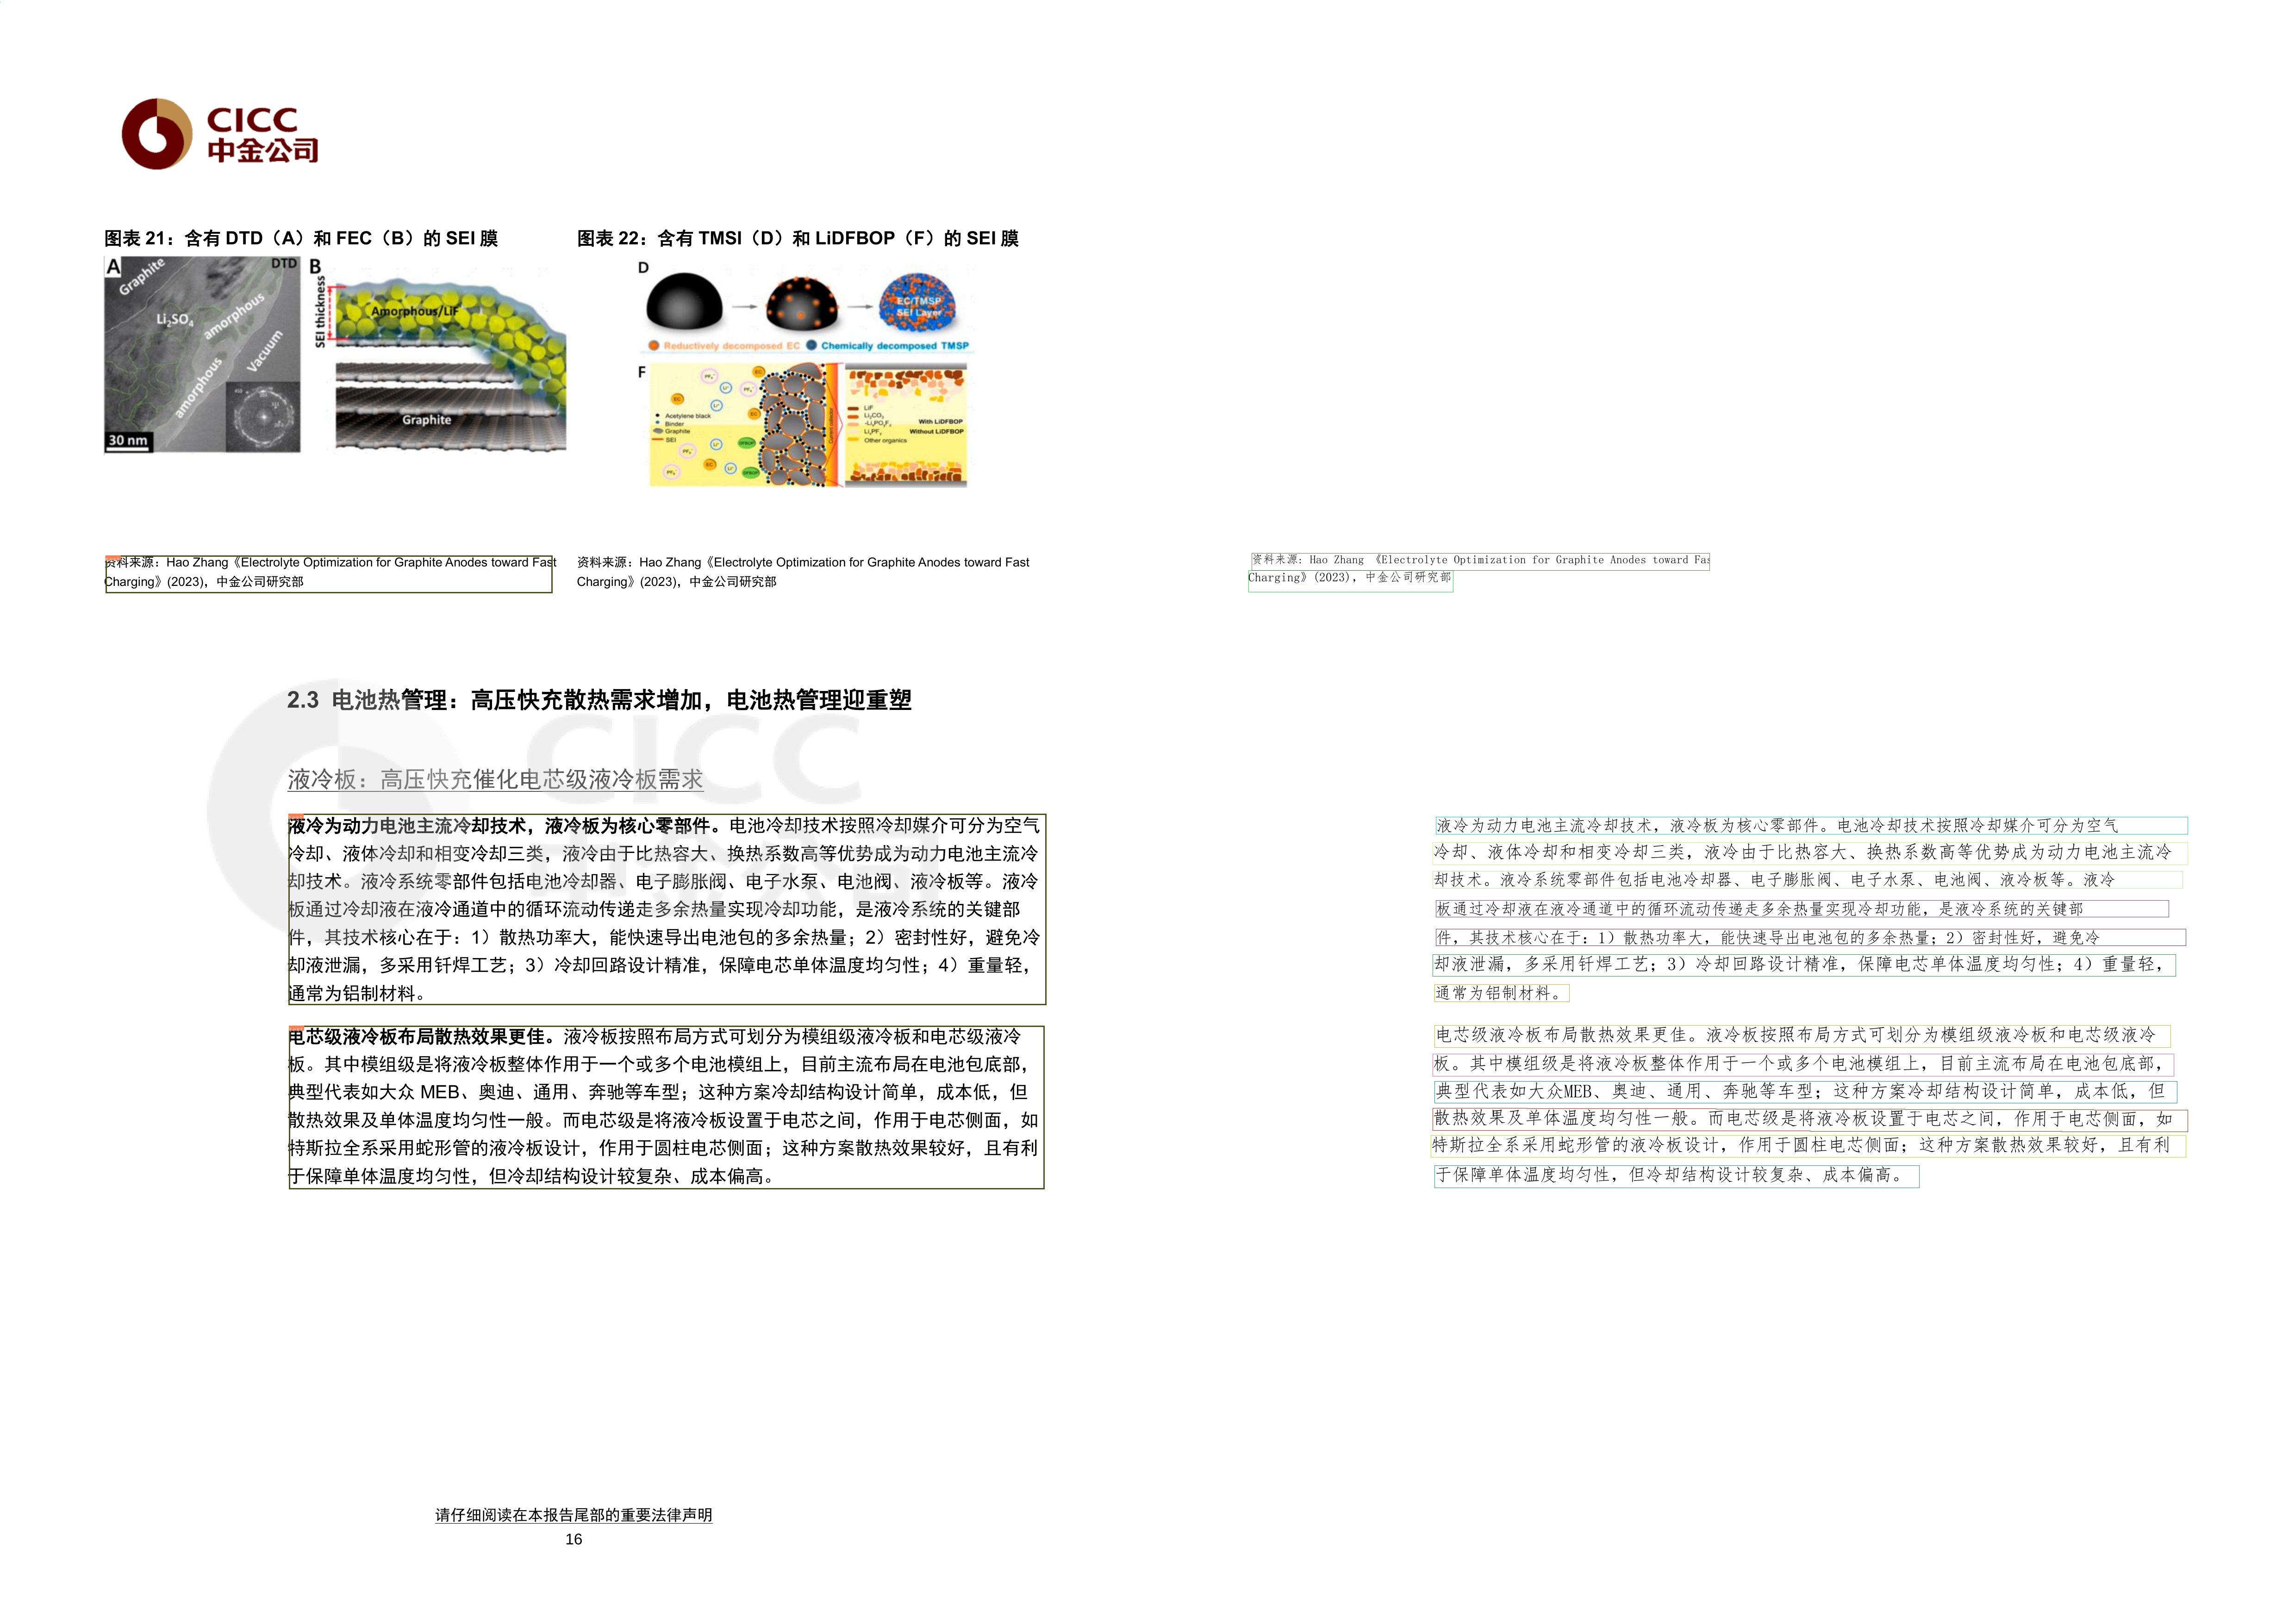 CICC
中金公司
图表 21：含有 DTD（A）和 FEC（B）的 SEI 膜
图表 22：含有 TMSI（D）和 LiDFBOP（F）的 SEI 膜
A
Graphite
DTD
Li2SO4
amorphous
Vacuum
amorphous
30 nm
B
SEI thickness
Amorphous/LiF
Graphite
D
EC/TMSP
SEI Layer
Reductively decomposed EC
Chemically decomposed TMSP
F
Acetylene black
Binder
Graphite
SEI
Current collector
LiF
Li2CO3
With LiDFBOP
Without LiDFBOP
Other organics
资料来源：Hao Zhang《Electrolyte Optimization for Graphite Anodes toward Fast
Charging》(2023)，中金公司研究部
资料来源：Hao Zhang《Electrolyte Optimization for Graphite Anodes toward Fast
Charging》(2023)，中金公司研究部
2.3 电池热管理：高压快充散热需求增加，电池热管理迎重塑
液冷板：高压快充催化电芯级液冷板需求
液冷为动力电池主流冷却技术，液冷板为核心零部件。电池冷却技术按照冷却媒介可分为空气
冷却、液体冷却和相变冷却三类，液冷由于比热容大、换热系数高等优势成为动力电池主流冷
却技术。液冷系统零部件包括电池冷却器、电子膨胀阀、电子水泵、电池阀、液冷板等。液冷
板通过冷却液在液冷通道中的循环流动传递走多余热量实现冷却功能，是液冷系统的关键部
件，其技术核心在于：1）散热功率大，能快速导出电池包的多余热量；2）密封性好，避免冷
却液泄漏，多采用钎焊工艺；3）冷却回路设计精准，保障电芯单体温度均匀性；4）重量轻，
通常为铝制材料。
电芯级液冷板布局散热效果更佳。液冷板按照布局方式可划分为模组级液冷板和电芯级液冷
板。其中模组级是将液冷板整体作用于一个或多个电池模组上，目前主流布局在电池包底部，
典型代表如大众 MEB、奥迪、通用、奔驰等车型；这种方案冷却结构设计简单，成本低，但
散热效果及单体温度均匀性一般。而电芯级是将液冷板设置于电芯之间，作用于电芯侧面，如
特斯拉全系采用蛇形管的液冷板设计，作用于圆柱电芯侧面；这种方案散热效果较好，且有利
于保障单体温度均匀性，但冷却结构设计较复杂、成本偏高。
请仔细阅读在本报告尾部的重要法律声明
16
资料来源：Hao Zhang 《Electrolyte Optimization for Graphite Anodes toward Fas
Charging》(2023)，中金公司研究部
液冷为动力电池主流冷却技术，液冷板为核心零部件。电池冷却技术按照冷却媒介可分为空气
冷却、液体冷却和相变冷却三类，液冷由于比热容大、换热系数高等优势成为动力电池主流冷
却技术。液冷系统零部件包括电池冷却器、电子膨胀阀、电子水泵、电池阀、液冷板等。液冷
板通过冷却液在液冷通道中的循环流动传递走多余热量实现冷却功能，是液冷系统的关键部
件，其技术核心在于：1）散热功率大，能快速导出电池包的多余热量；2）密封性好，避免冷
却液泄漏，多采用钎焊工艺；3）冷却回路设计精准，保障电芯单体温度均匀性；4）重量轻，
通常为铝制材料。
电芯级液冷板布局散热效果更佳。液冷板按照布局方式可划分为模组级液冷板和电芯级液冷
板。其中模组级是将液冷板整体作用于一个或多个电池模组上，目前主流布局在电池包底部，
典型代表如大众MEB、奥迪、通用、奔驰等车型；这种方案冷却结构设计简单，成本低，但
散热效果及单体温度均匀性一般。而电芯级是将液冷板设置于电芯之间，作用于电芯侧面，如
特斯拉全系采用蛇形管的液冷板设计，作用于圆柱电芯侧面；这种方案散热效果较好，且有利
于保障单体温度均匀性，但冷却结构设计较复杂、成本偏高。